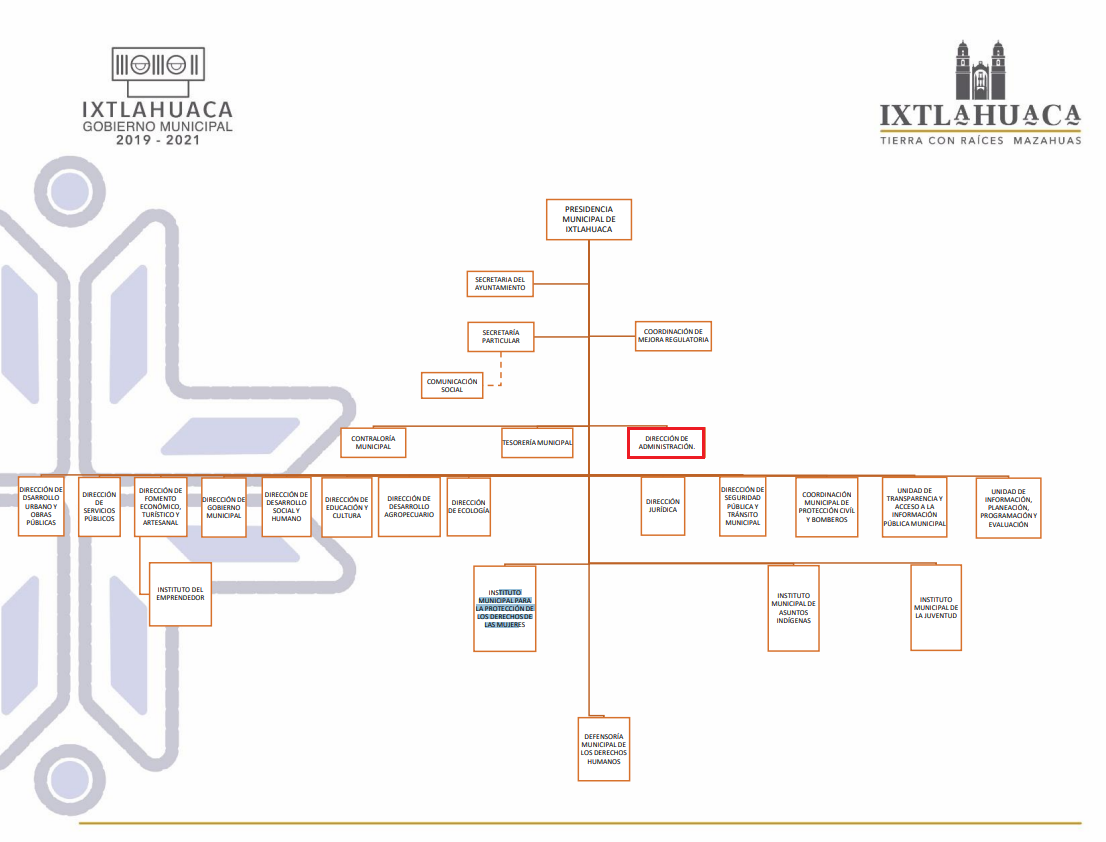 IXTLAHUACA
GOBIERNO MUNICIPAL
2019 - 2021
IXTLAHUACA
TIERRA CON RAÍCES MAZAHUAS
PRESIDENCIA
MUNICIPAL DE
IXTLAHUACA
SECRETARIA DEL
AYUNTAMIENTO
SECRETARÍA
PARTICULAR
COORDINACIÓN DE
MEJORA REGULATORIA
COMUNICACIÓN
SOCIAL
CONTRALORÍA
MUNICIPAL
TESORERÍA MUNICIPAL
DIRECCIÓN DE
ADMINISTRACIÓN.
DIRECCIÓN DE
DSARROLLO
URBANO Y
OBRAS
PÚBLICAS
DIRECCIÓN
DE
SERVICIOS
PÚBLICOS
DIRECCIÓN DE
FOMENTO
ECONÓMICO,
TURÍSTICO Y
ARTESANAL
DIRECCIÓN DE
GOBIERNO
MUNICIPAL
DIRECCIÓN DE
DESARROLLO
SOCIAL Y
HUMANO
DIRECCIÓN DE
EDUCACIÓN Y
CULTURA
DIRECCIÓN DE
DESARROLLO
AGROPECUARIO
DIRECCIÓN
DE ECOLOGÍA
DIRECCIÓN
JURÍDICA
DIRECCIÓN DE
SEGURIDAD
PÚBLICA Y
TRÁNSITO
MUNICIPAL
COORDINACIÓN
MUNICIPAL DE
PROTECCIÓN CIVÍL
Y BOMBEROS
UNIDAD DE
TRANSPARENCIA Y
ACCESO A LA
INFORMACIÓN
PÚBLICA MUNICIPAL
UNIDAD DE
INFORMACIÓN,
PLANEACIÓN,
PROGRAMACIÓN Y
EVALUACIÓN
INSTITUTO DEL
EMPRENDEDOR
INSTITUTO
MUNICIPAL PARA
LA PROTECCIÓN DE
LOS DERECHOS DE
LAS MUJERES
INSTITUTO
MUNICIPAL DE
ASUNTOS
INDÍGENAS
INSTITUTO
MUNICIPAL DE
LA JUVENTUD
DEFENSORÍA
MUNICIPAL DE
LOS DERECHOS
HUMANOS